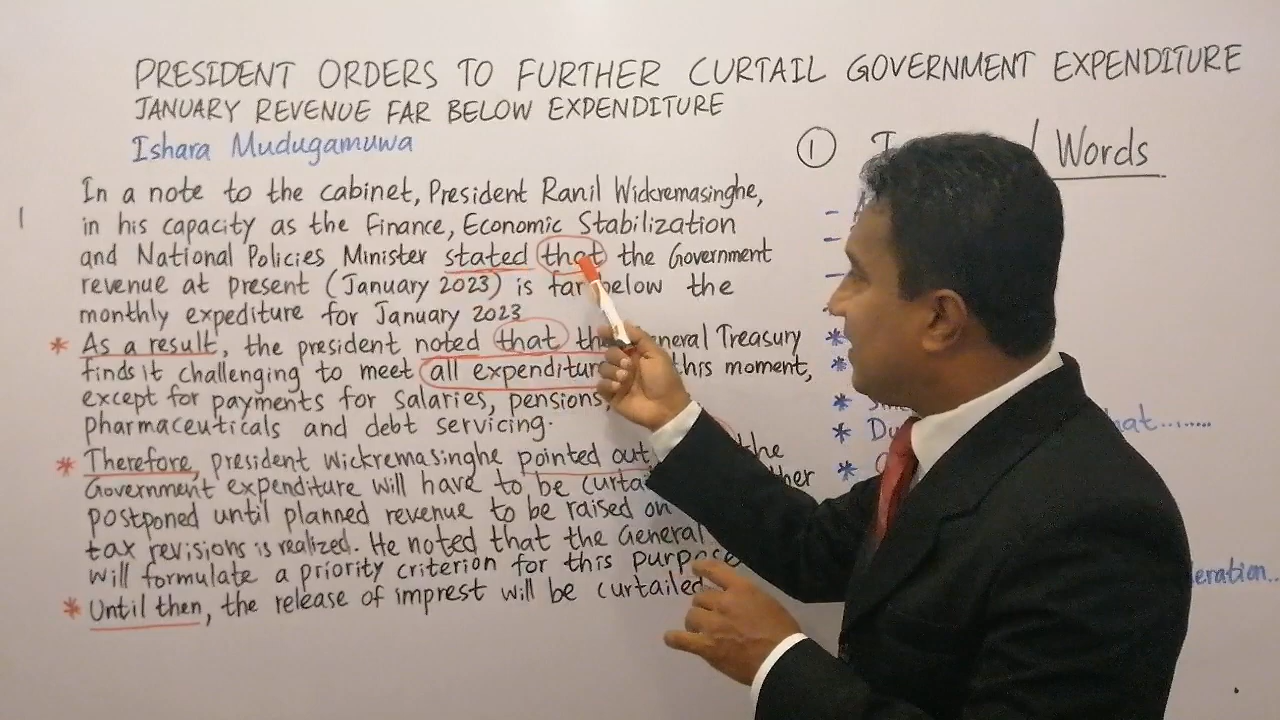 PRESIDENT ORDERS TO FURTHER CURTAIL GOVERNMENT EXPENDITURE
JANUARY REVENUE FAR BELOW EXPENDITURE
Ishara Mudugamuwa
1 Words
In a note to the cabinet, President Ranil Wickremasinghe,
in his capacity as the Finance, Economic Stabilization
and National Policies Minister stated that the Government
revenue at present (January 2023) is far below the
monthly expediture for January 2023
* As a result, the president noted that the General Treasury
finds it challenging to meet all expenditure this moment,
except for payments for salaries, pensions,
pharmaceuticals and debt servicing.
* Therefore, president Wickremasinghe pointed out the
Government expenditure will have to be
postponed until planned revenue to be raised on
tax revisions is realized. He noted that the General
will formulate a priority criterion for this purpose
* Until then, the release of imprest will be curtailed